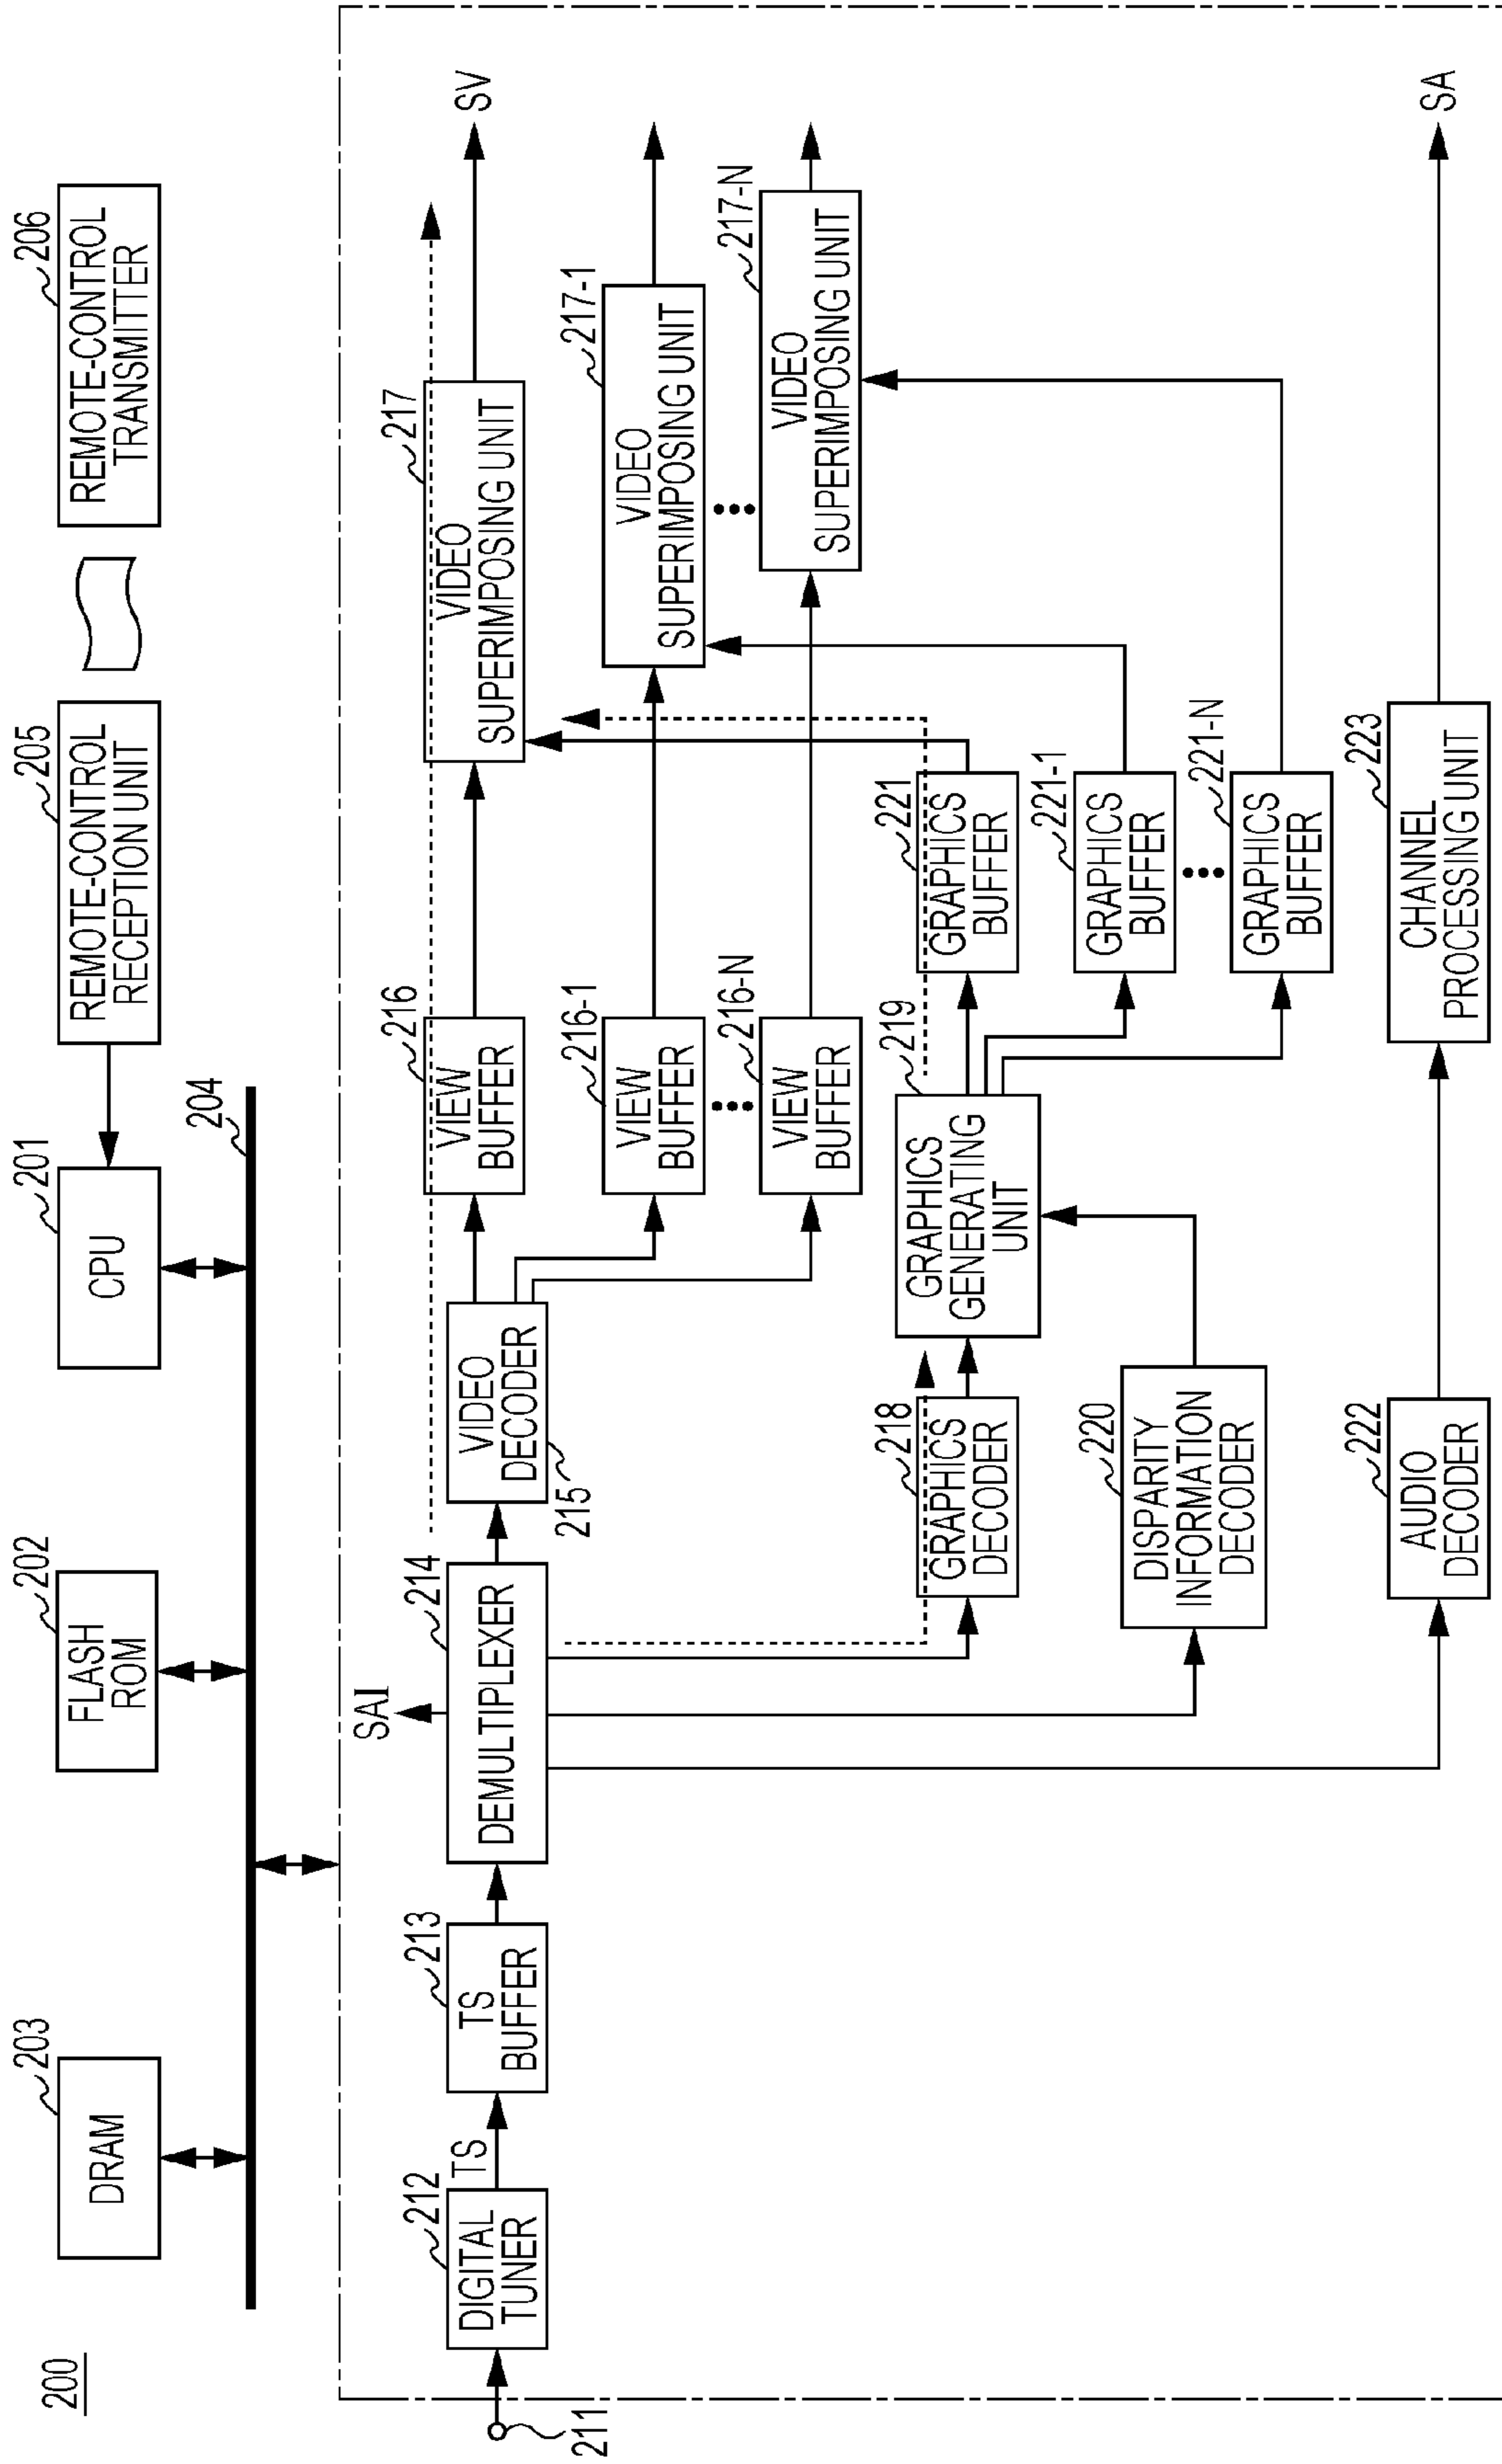 200
203
DRAM
202
FLASH
ROM
201
CPU
205
REMOTE-CONTROL
RECEPTION UNIT
206
REMOTE-CONTROL
TRANSMITTER
204
211
212
DIGITAL
TUNER
TS
213
TS
BUFFER
SAI
214
DEMULTIPLEXER
VIDEO
DECODER
215
216
VIEW
BUFFER
217
VIDEO
SUPERIMPOSING UNIT
SV
216-1
VIEW
BUFFER
217-1
VIDEO
SUPERIMPOSING UNIT
216-N
VIEW
BUFFER
217-N
VIDEO
SUPERIMPOSING UNIT
218
GRAPHICS
DECODER
219
GRAPHICS
GENERATING
UNIT
221
GRAPHICS
BUFFER
221-1
GRAPHICS
BUFFER
221-N
GRAPHICS
BUFFER
220
DISPARITY
INFORMATION
DECODER
222
AUDIO
DECODER
223
CHANNEL
PROCESSING UNIT
SA